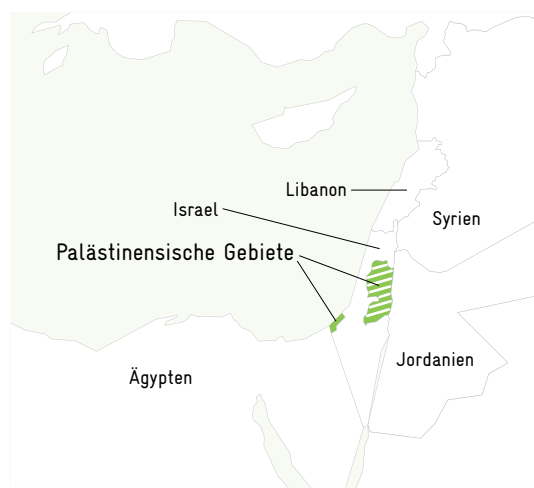 Libanon
Israel
Syrien
Palästinensische Gebiete
Jordanien
Ägypten